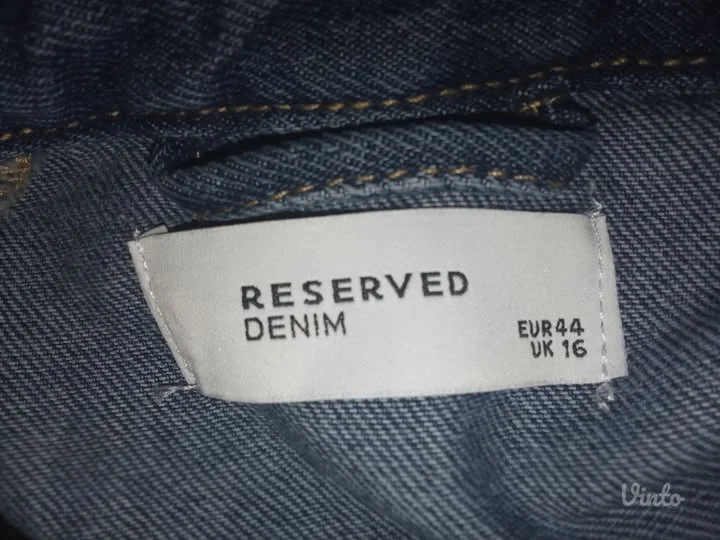 RESERVED
DENIM
EUR44
UK 16
Vinto